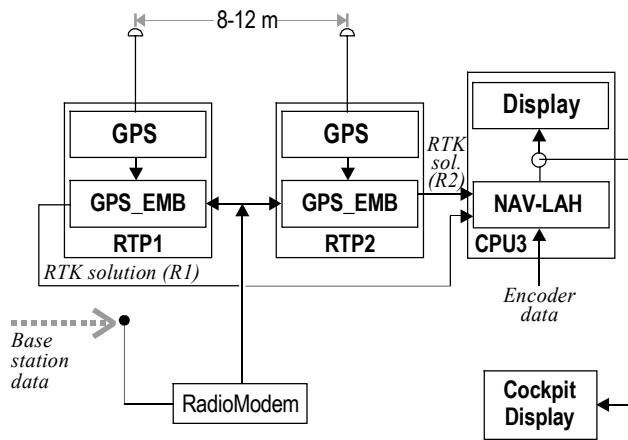 8-12 m
GPS
GPS_EMB
RTP1
GPS
GPS_EMB
RTP2
RTK
sol.
(R2)
Display
NAV-LAH
CPU3
RTK solution (R1)
Encoder
data
Base
station
data
RadioModem
Cockpit
Display